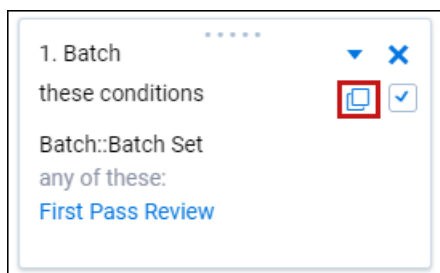 1. Batch
these conditions
Batch::Batch Set
any of these:
First Pass Review